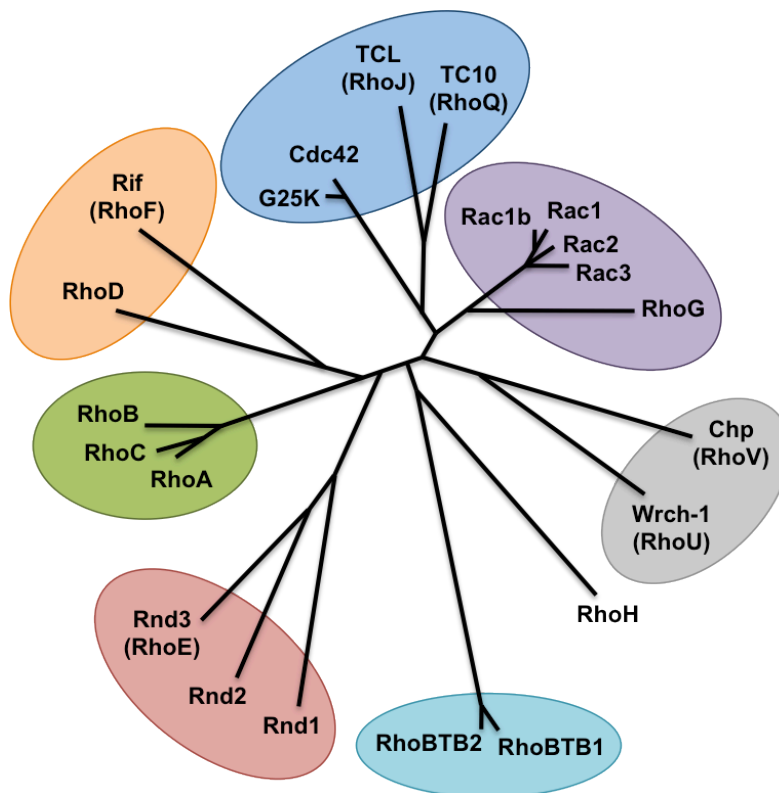 TCL
(RhoJ)
TC10
(RhoQ)
Cdc42
G25K
Rif
(RhoF)
RhoD
Rac1b
Rac1
Rac2
Rac3
RhoG
RhoB
RhoC
RhoA
Chp
(RhoV)
Wrch-1
(RhoU)
RhoH
Rnd3
(RhoE)
Rnd2
Rnd1
RhoBTB2
RhoBTB1